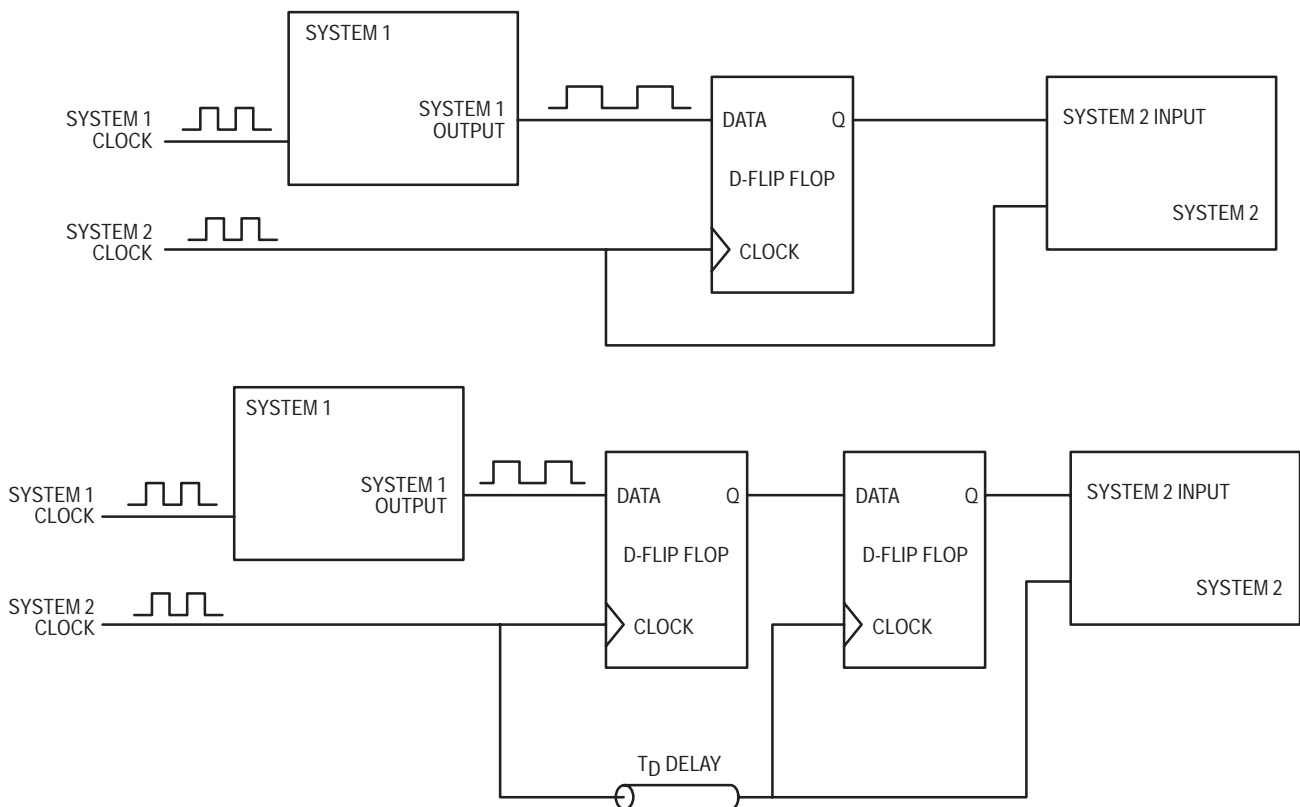 SYSTEM 1
SYSTEM 1
OUTPUT
SYSTEM 1
CLOCK
DATA
Q
D-FLIP FLOP
CLOCK
SYSTEM 2 INPUT
SYSTEM 2
SYSTEM 2
CLOCK
SYSTEM 1
SYSTEM 1
OUTPUT
SYSTEM 1
CLOCK
DATA
Q
D-FLIP FLOP
CLOCK
DATA
Q
D-FLIP FLOP
CLOCK
SYSTEM 2 INPUT
SYSTEM 2
SYSTEM 2
CLOCK
TD DELAY